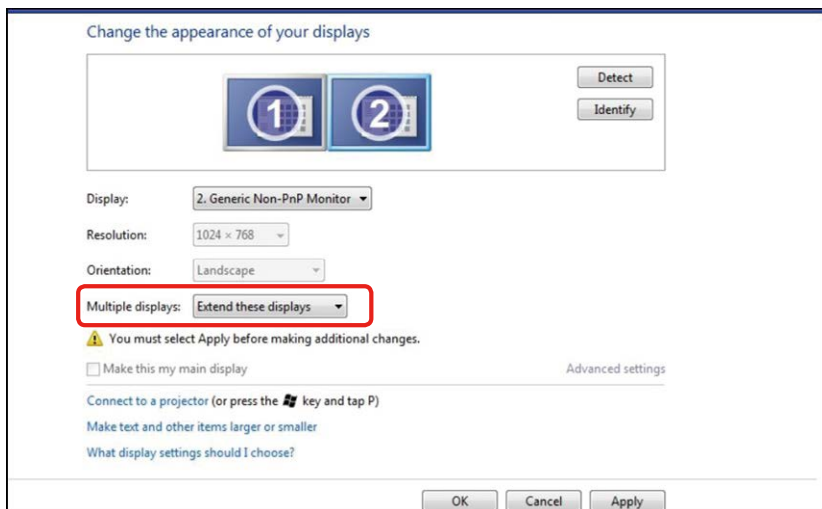 Change the appearance of your displays
1
2
Detect
Identify
Display:
2. Generic Non-PnP Monitor
Resolution:
1024 × 768
Orientation:
Landscape
Multiple displays:
Extend these displays
You must select Apply before making additional changes.
Make this my main display
Advanced settings
Connect to a projector (or press the key and tap P)
Make text and other items larger or smaller
What display settings should I choose?
OK
Cancel
Apply